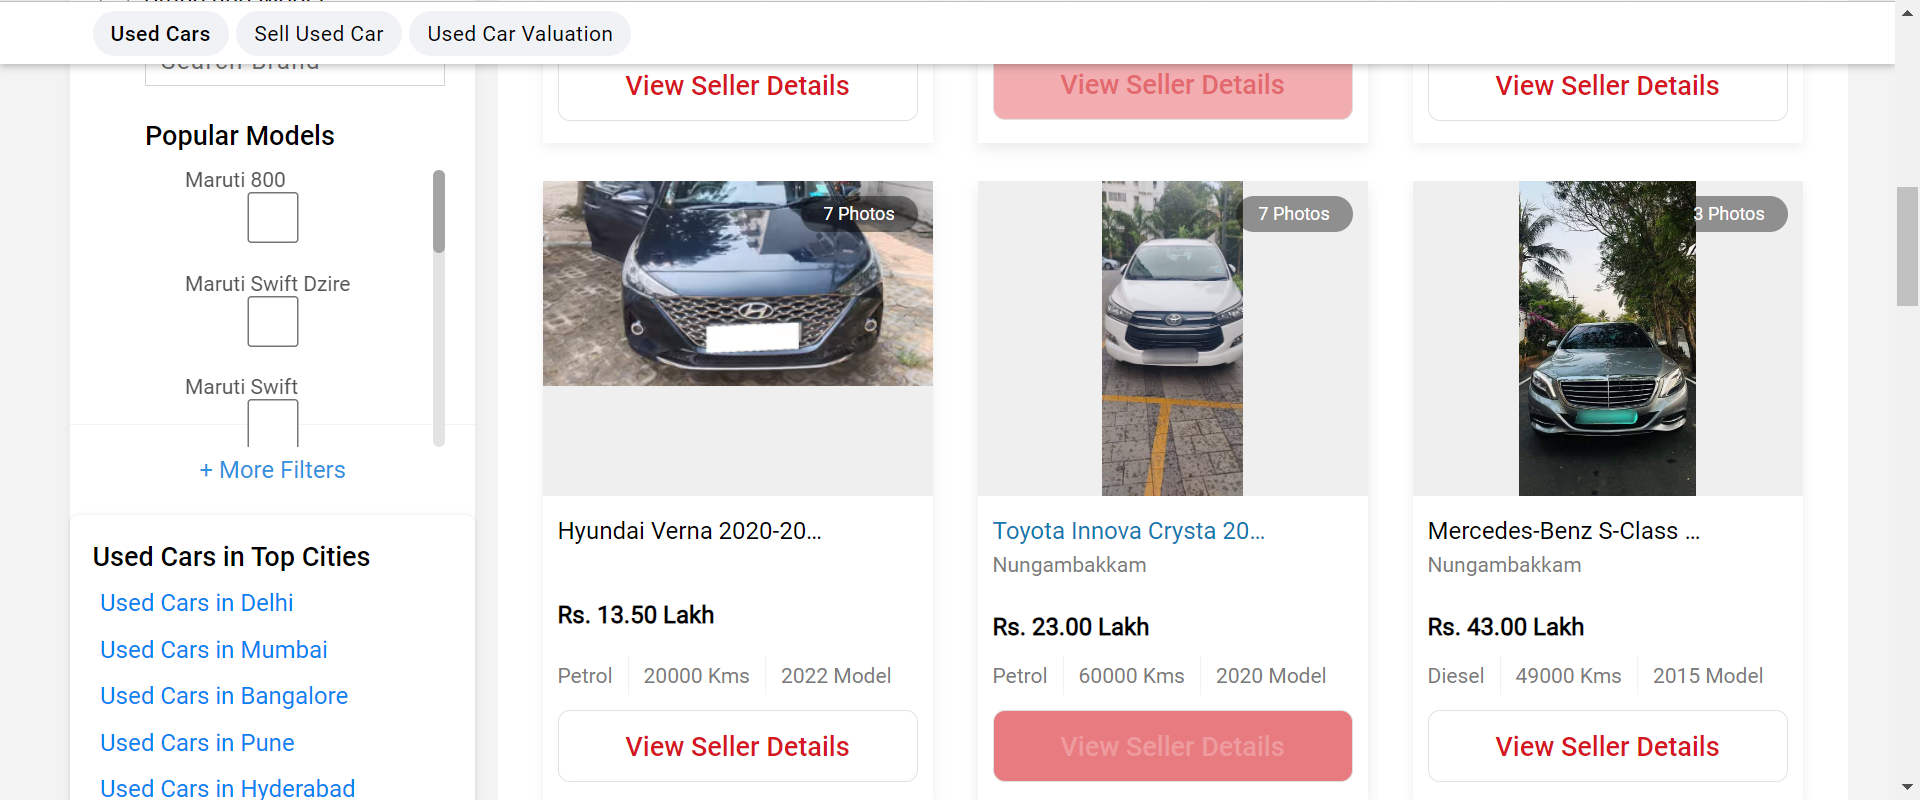 Used Cars
Sell Used Car
Used Car Valuation
Search Brand
Popular Models
Maruti 800
Maruti Swift Dzire
Maruti Swift
+ More Filters
Used Cars in Top Cities
Used Cars in Delhi
Used Cars in Mumbai
Used Cars in Bangalore
Used Cars in Pune
Used Cars in Hyderabad
View Seller Details
View Seller Details
View Seller Details
7 Photos
Hyundai Verna 2020-20...
Rs. 13.50 Lakh
Petrol 20000 Kms 2022 Model
View Seller Details
7 Photos
Toyota Innova Crysta 20...
Nungambakkam
Rs. 23.00 Lakh
Petrol 60000 Kms 2020 Model
View Seller Details
3 Photos
Mercedes-Benz S-Class ...
Nungambakkam
Rs. 43.00 Lakh
Diesel 49000 Kms 2015 Model
View Seller Details